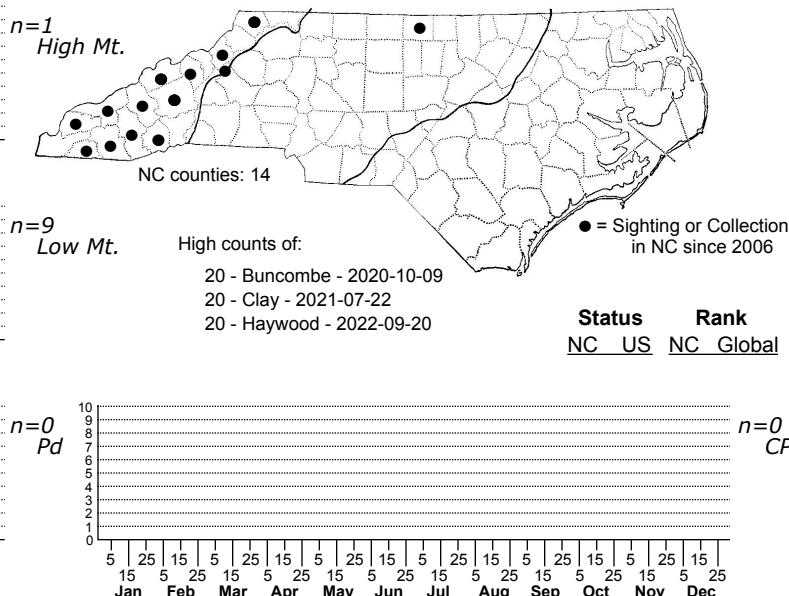 n=1
High Mt.
NC counties: 14
n=9
Low Mt.
High counts of:
20 - Buncombe - 2020-10-09
20 - Clay - 2021-07-22
20 - Haywood - 2022-09-20
● = Sighting or Collection
in NC since 2006
Status Rank
NC US NC Global
n=0
Pd
10
9
8
7
6
5
4
3
2
1
0
n=0
CP
5 25 15 5 25 15 5 25 15 5 25 15 5 25 15 5 25 15
15 5 25 15 5 25 15 5 25 15 5 25 15 5 25 15 5 25
Jan Feb Mar Apr May Jun Jul Aug Sep Oct Nov Dec